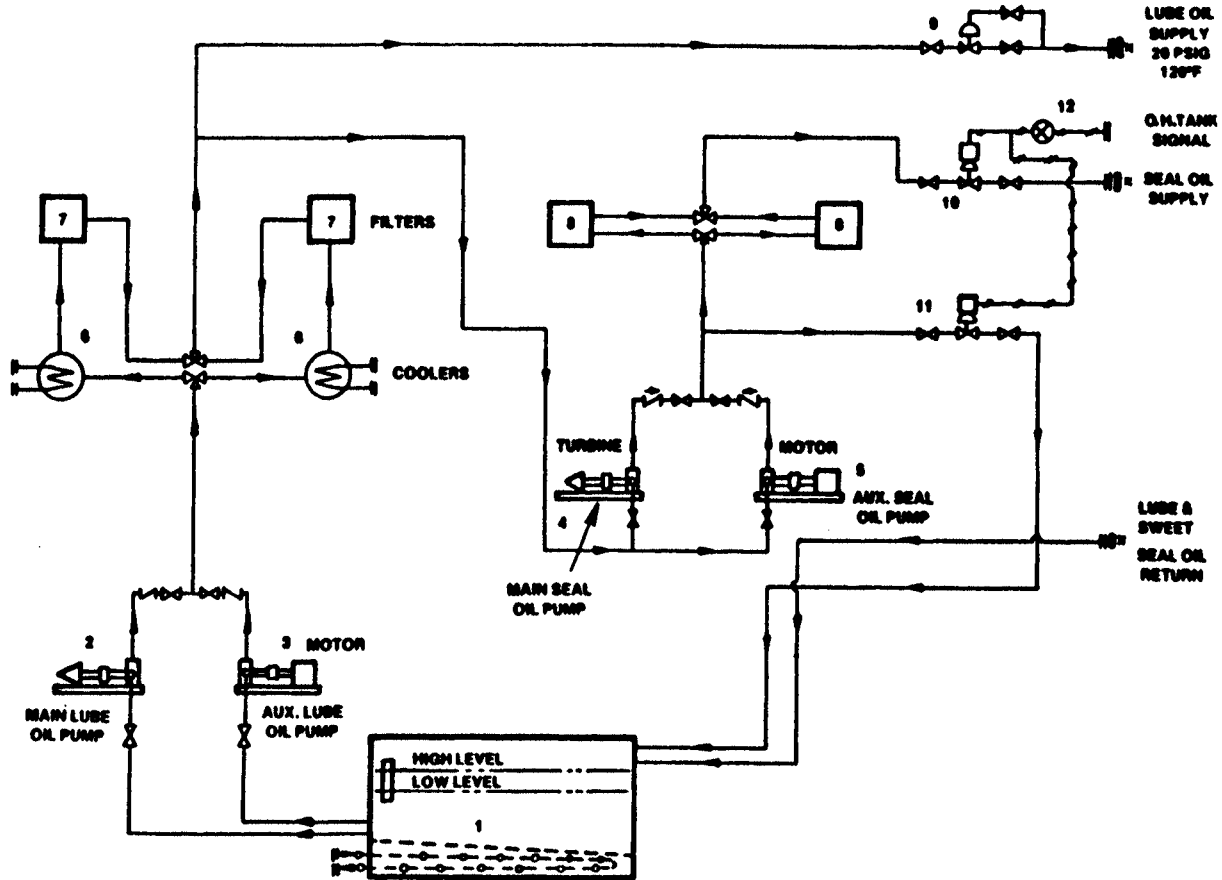 9
LUBE OIL
SUPPLY
20 PSIG
120°F
12
O.H. TANK
SIGNAL
10
SEAL OIL
SUPPLY
7
7
FILTERS
8
8
11
6
6
COOLERS
TURBINE
MOTOR
5
AUX. SEAL
OIL PUMP
4
MAIN SEAL
OIL PUMP
LUBE &
SWEET
SEAL OIL
RETURN
2
3
MOTOR
MAIN LUBE
OIL PUMP
AUX. LUBE
OIL PUMP
HIGH LEVEL
LOW LEVEL
1